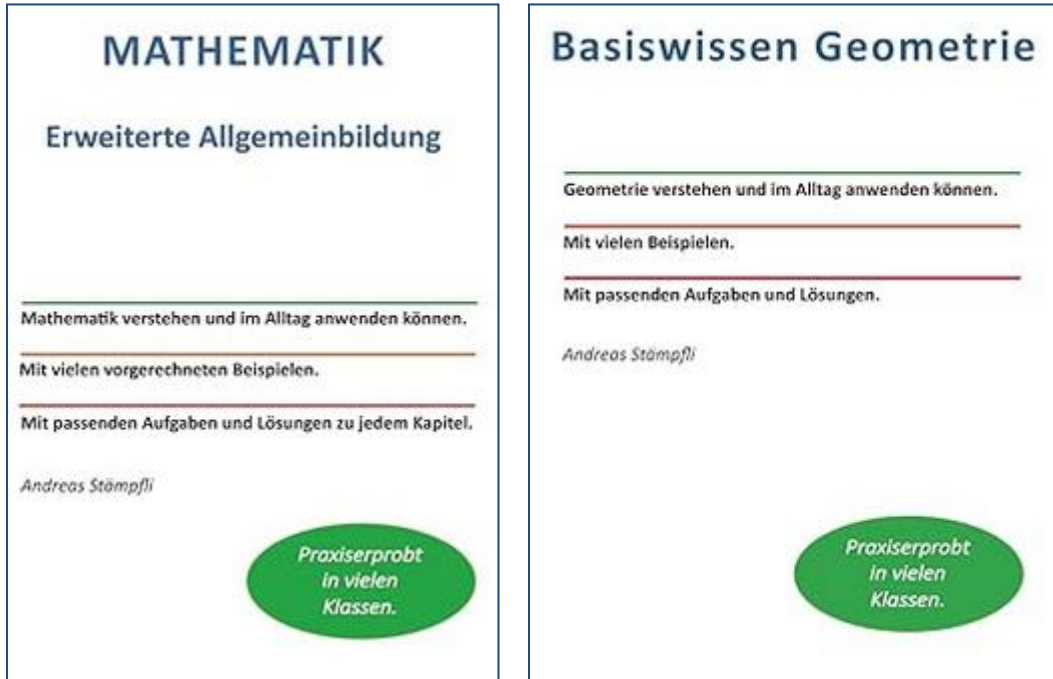 MATHEMATIK
Erweiterte Allgemeinbildung
Mathematik verstehen und im Alltag anwenden können.
Mit vielen vorgerechneten Beispielen.
Mit passenden Aufgaben und Lösungen zu jedem Kapitel.
Andreas Stämpfli
Praxiserprobt
in vielen
Klassen.
Basiswissen Geometrie
Geometrie verstehen und im Alltag anwenden können.
Mit vielen Beispielen.
Mit passenden Aufgaben und Lösungen.
Andreas Stämpfli
Praxiserprobt
in vielen
Klassen.